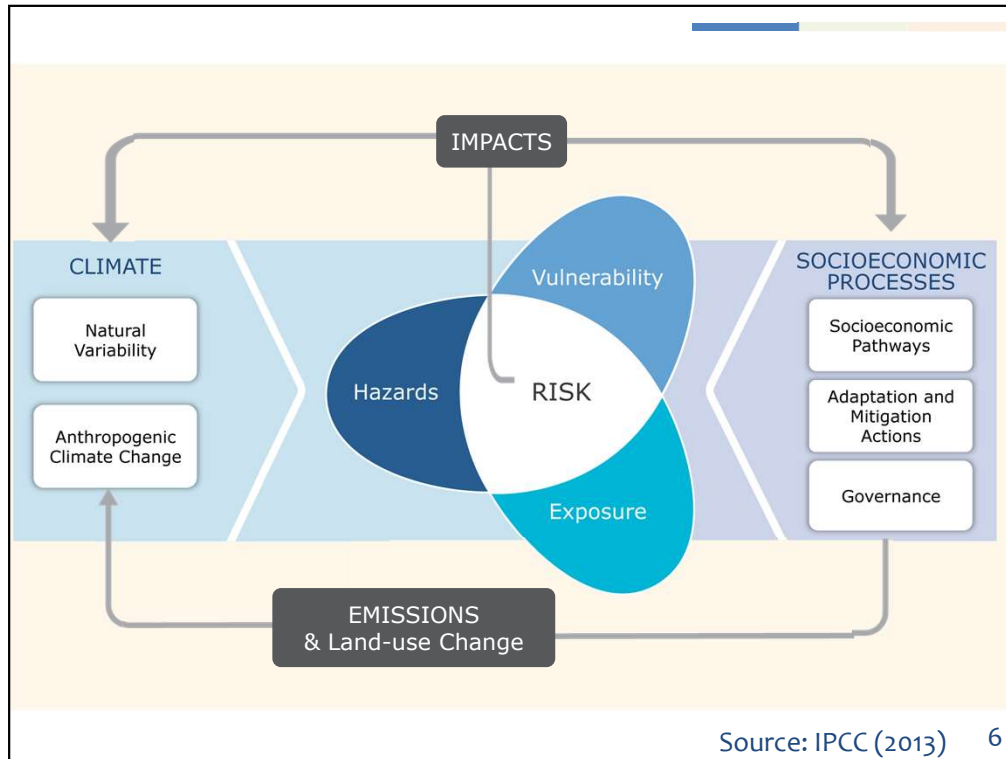 IMPACTS
CLIMATE
Natural
Variability
Anthropogenic
Climate Change
Vulnerability
Hazards
RISK
Exposure
SOCIOECONOMIC
PROCESSES
Socioeconomic
Pathways
Adaptation and
Mitigation
Actions
Governance
EMISSIONS
& Land-use Change
Source: IPCC (2013) 6